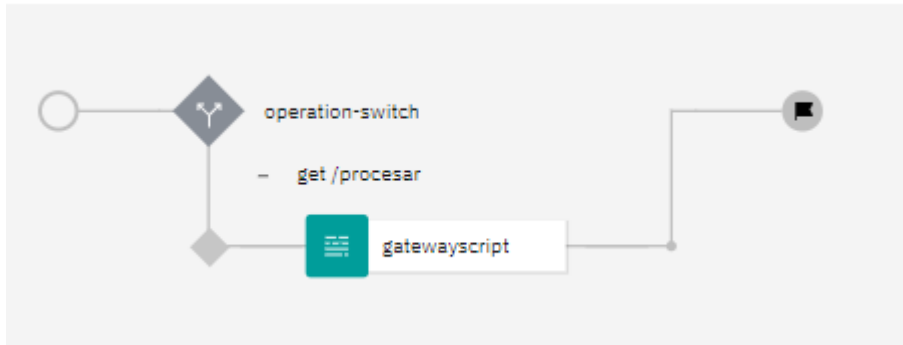 operation-switch
– get /procesar
gatewayscript